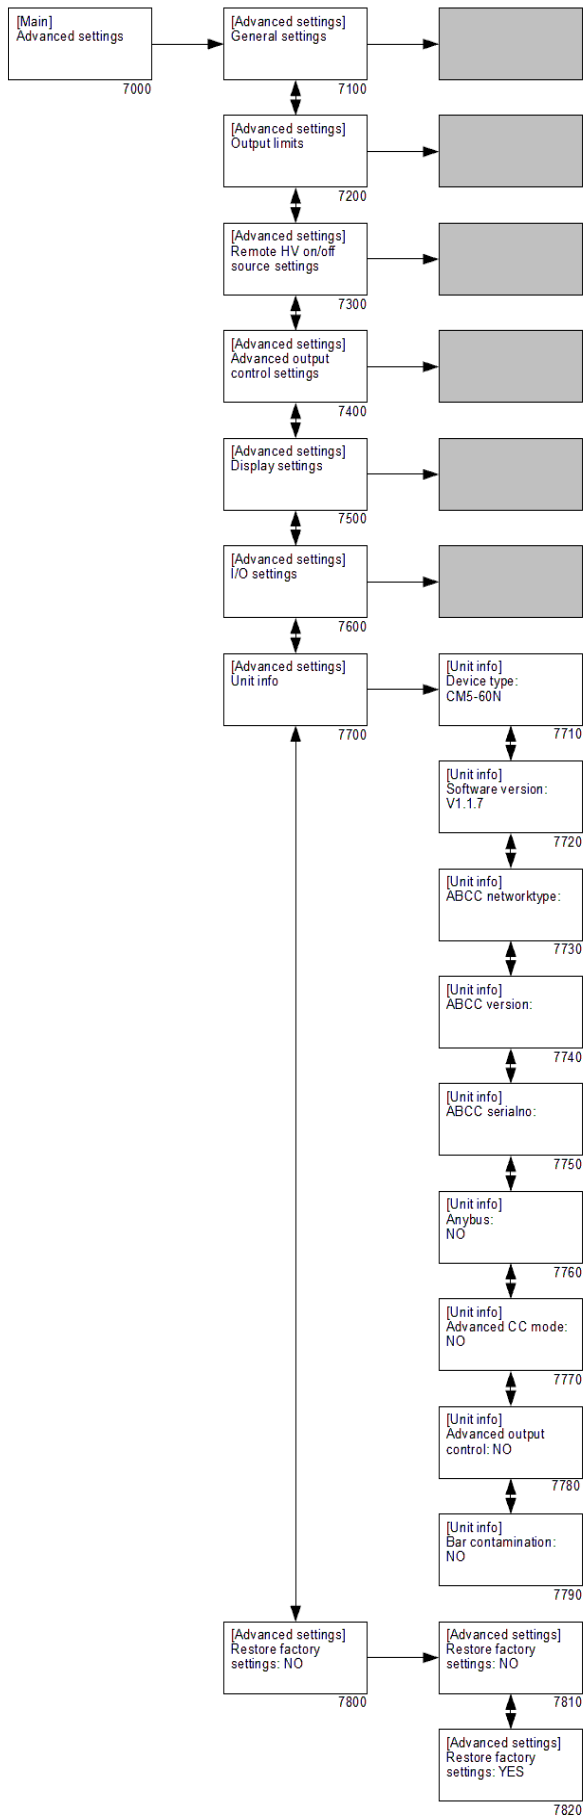 [Main]
Advanced settings
7000
[Advanced settings]
General settings
7100
[Advanced settings]
Output limits
7200
[Advanced settings]
Remote HV on/off
source settings
7300
[Advanced settings]
Advanced output
control settings
7400
[Advanced settings]
Display settings
7500
[Advanced settings]
I/O settings
7600
[Advanced settings]
Unit info
7700
[Unit info]
Device type:
CM5-60N
7710
[Unit info]
Software version:
V1.1.7
7720
[Unit info]
ABCC networktype:
7730
[Unit info]
ABCC version:
7740
[Unit info]
ABCC serialno:
7750
[Unit info]
Anybus:
NO
7760
[Unit info]
Advanced CC mode:
NO
7770
[Unit info]
Advanced output
control: NO
7780
[Unit info]
Bar contamination:
NO
7790
[Advanced settings]
Restore factory
settings: NO
7800
[Advanced settings]
Restore factory
settings: NO
7810
[Advanced settings]
Restore factory
settings: YES
7820